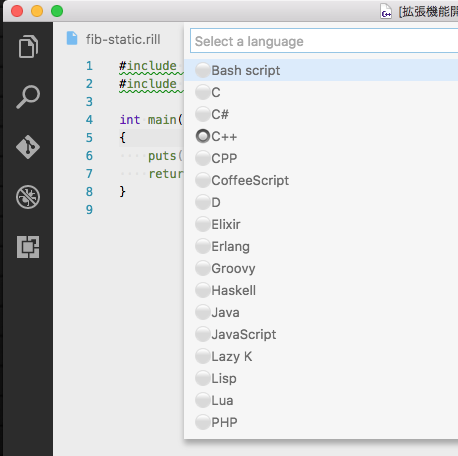 [拡張機能開
fib-static.rill
Select a language
1 #include
2 #include
3
4 int main(
5 {
6 puts(
7 retur
8 }
9
Bash script
C
C#
C++
CPP
CoffeeScript
D
Elixir
Erlang
Groovy
Haskell
Java
JavaScript
Lazy K
Lisp
Lua
PHP